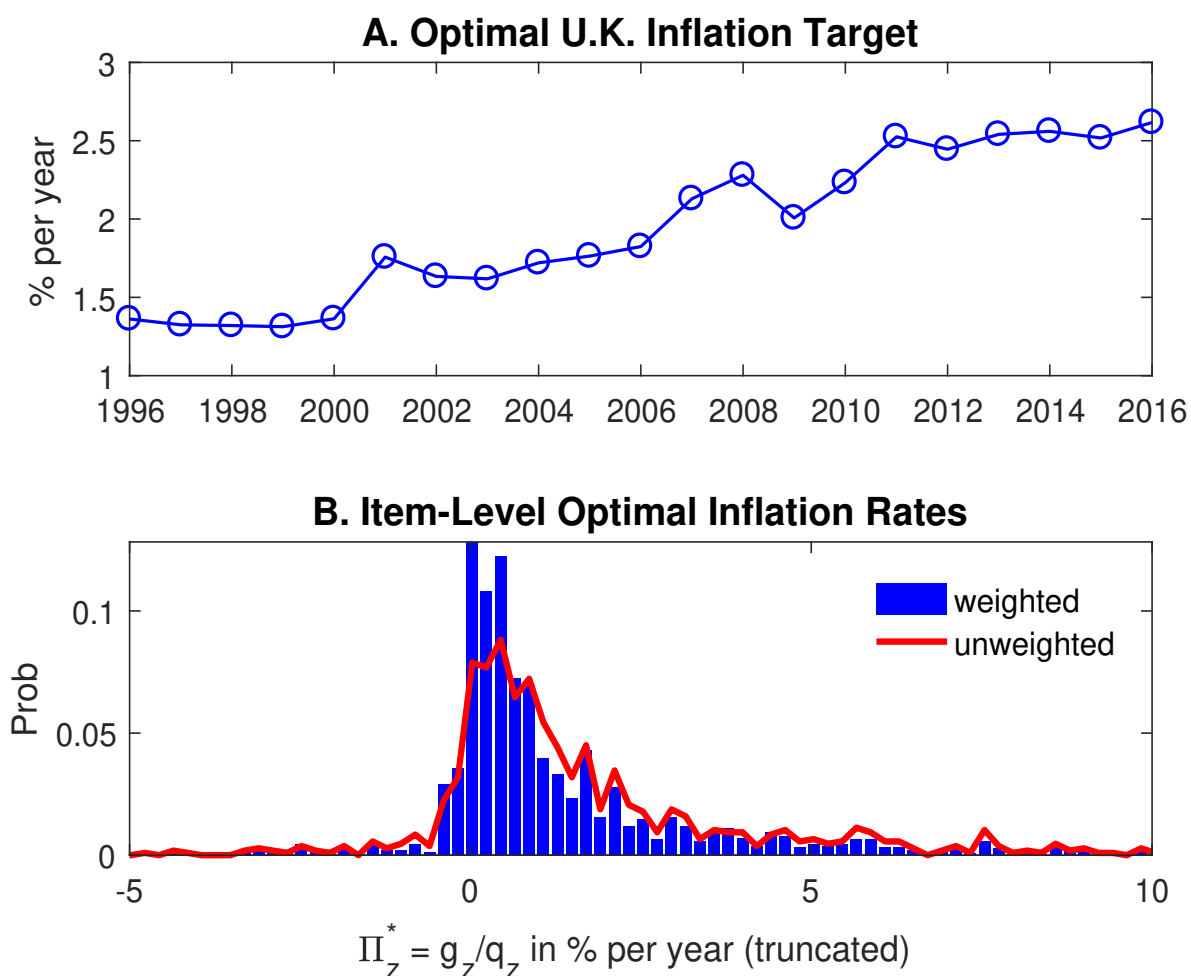 A. Optimal U.K. Inflation Target
% per year
3
2.5
2
1.5
1
1996 1998 2000 2002 2004 2006 2008 2010 2012 2014 2016
B. Item-Level Optimal Inflation Rates
Prob
0.1
0.05
0
weighted
unweighted
-5 0 5 10
Π*z = gz/qz in % per year (truncated)